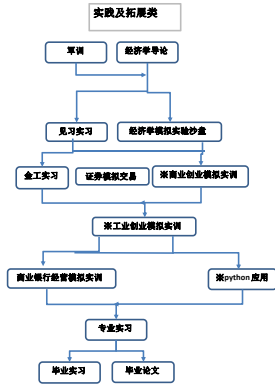 实践及拓展类
军训
经济学导论
见习实习
经济学模拟实验沙盘
金工实习
证券模拟交易
※商业创业模拟实训
※工业创业模拟实训
商业银行经营模拟实训
※python 应用
专业实习
毕业实习
毕业论文